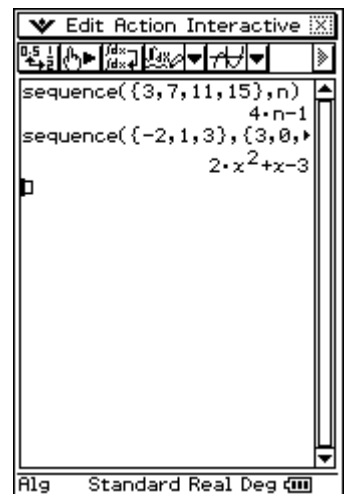 Edit Action Interactive
sequence({3,7,11,15},n)
4·n-1
sequence({-2,1,3},{3,0,
2·x²+x-3
Alg Standard Real Deg